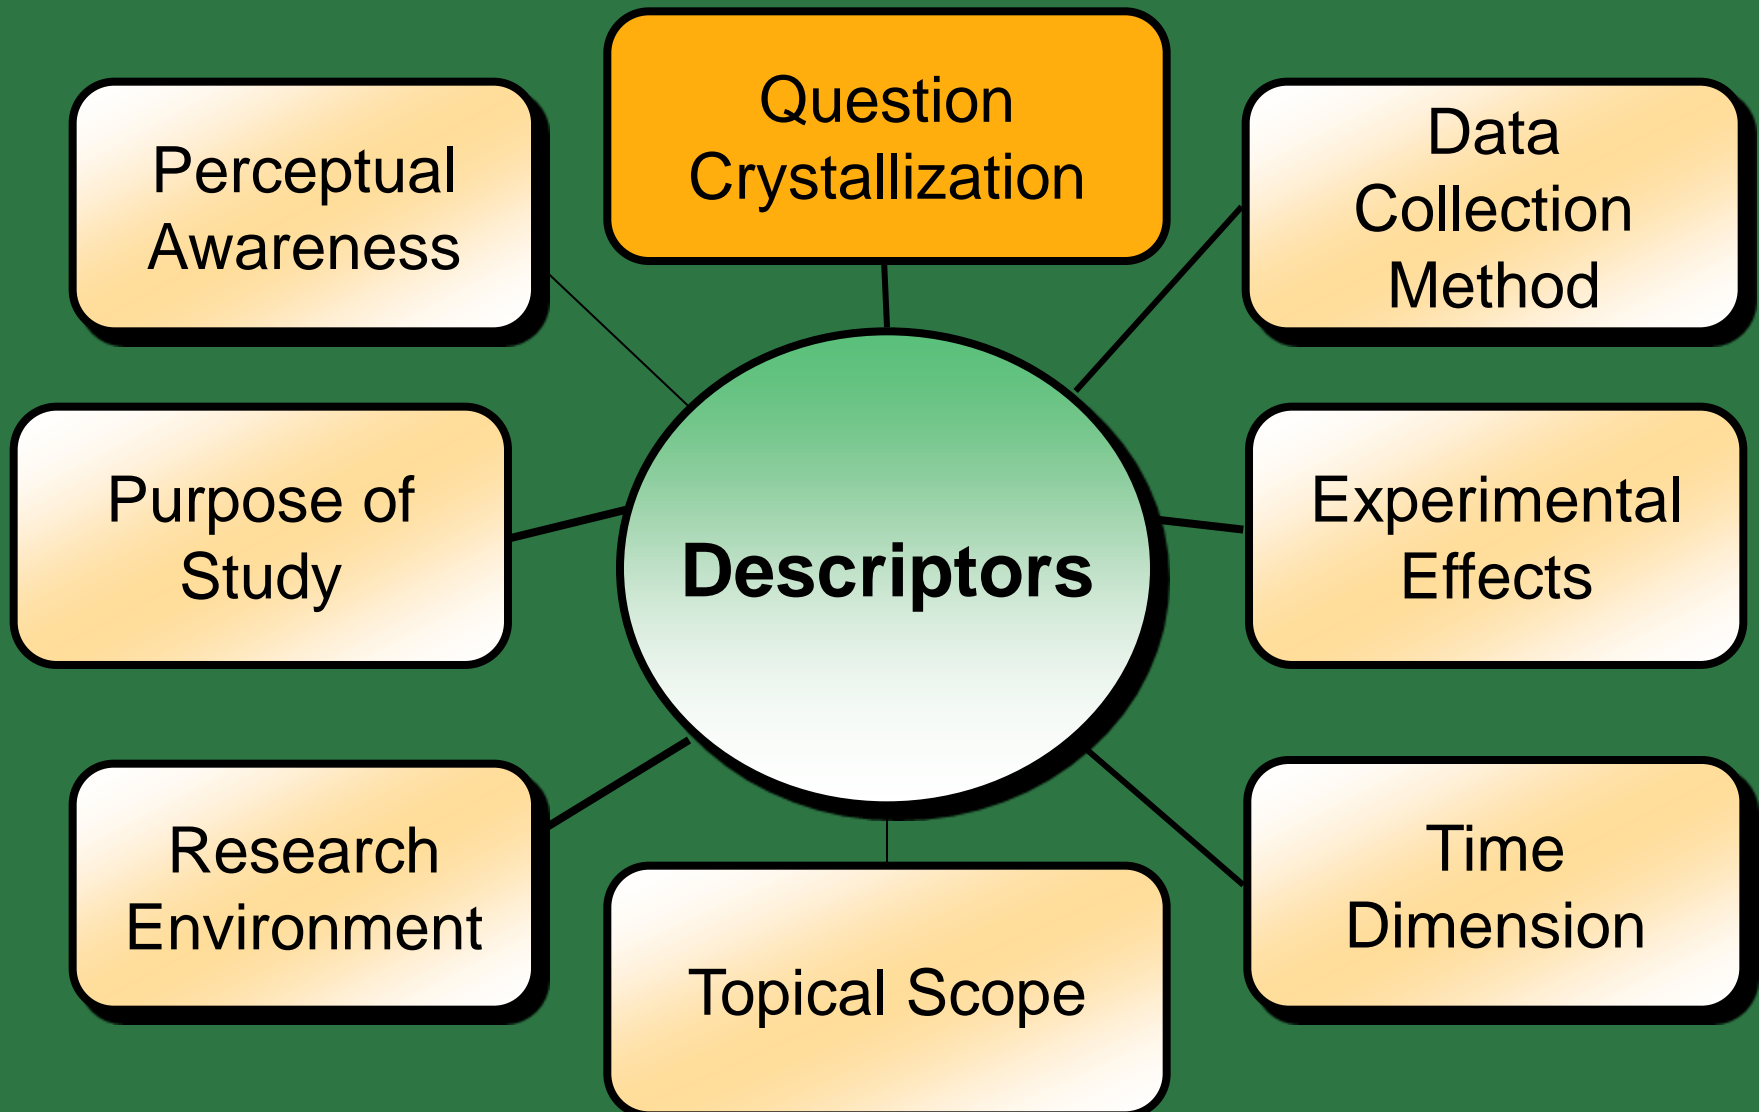 Question
Crystallization
Perceptual
Awareness
Data
Collection
Method
Purpose of
Study
Descriptors
Experimental
Effects
Research
Environment
Topical Scope
Time
Dimension